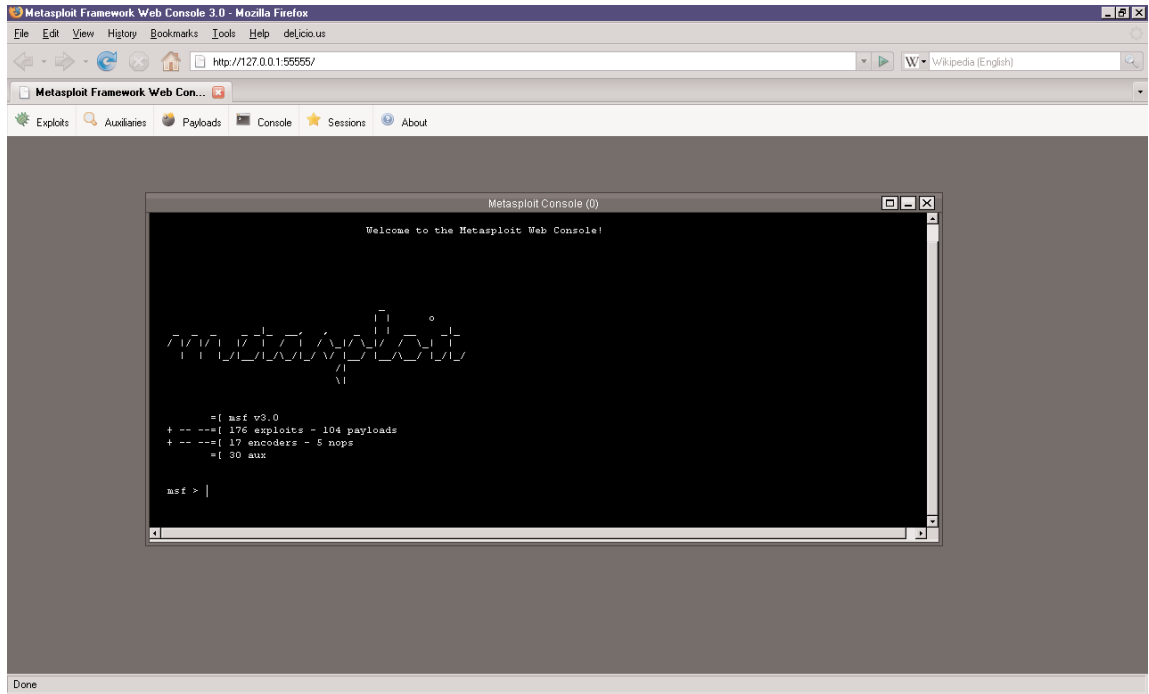 Metasploit Framework Web Console 3.0 - Mozilla Firefox
File Edit View History Bookmarks Tools Help del.icio.us
http://127.0.0.1:55555/
W Wikipedia (English)
Metasploit Framework Web Con...
Exploits Auxiliaries Payloads Console Sessions About
Metasploit Console (0)
Welcome to the Metasploit Web Console!
metasploit
=[ msf v3.0
+ -- --=[ 176 exploits - 104 payloads
+ -- --=[ 17 encoders - 5 nops
=[ 30 aux
msf >
Done